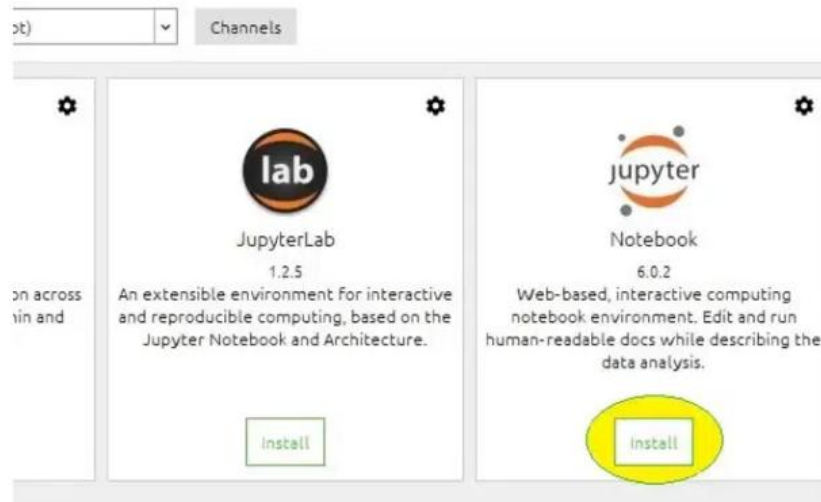 ot)
Channels
on across
nin and
lab
JupyterLab
1.2.5
An extensible environment for interactive
and reproducible computing, based on the
Jupyter Notebook and Architecture.
Install
jupyter
Notebook
6.0.2
Web-based, interactive computing
notebook environment. Edit and run
human-readable docs while describing the
data analysis.
Install